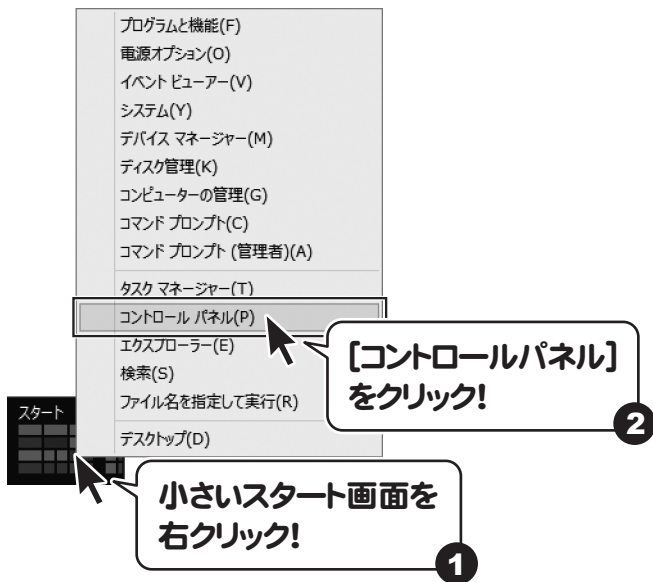 プログラムと機能(F)
電源オプション(O)
イベント ビューアー(V)
システム(Y)
デバイス マネージャー(M)
ディスク管理(K)
コンピューターの管理(G)
コマンド プロンプト(C)
コマンド プロンプト (管理者)(A)
タスク マネージャー(T)
コントロール パネル(P)
エクスプローラー(E)
検索(S)
ファイル名を指定して実行(R)
デスクトップ(D)
[コントロールパネル]
をクリック!
2
スタート
小さいスタート画面を
右クリック!
1